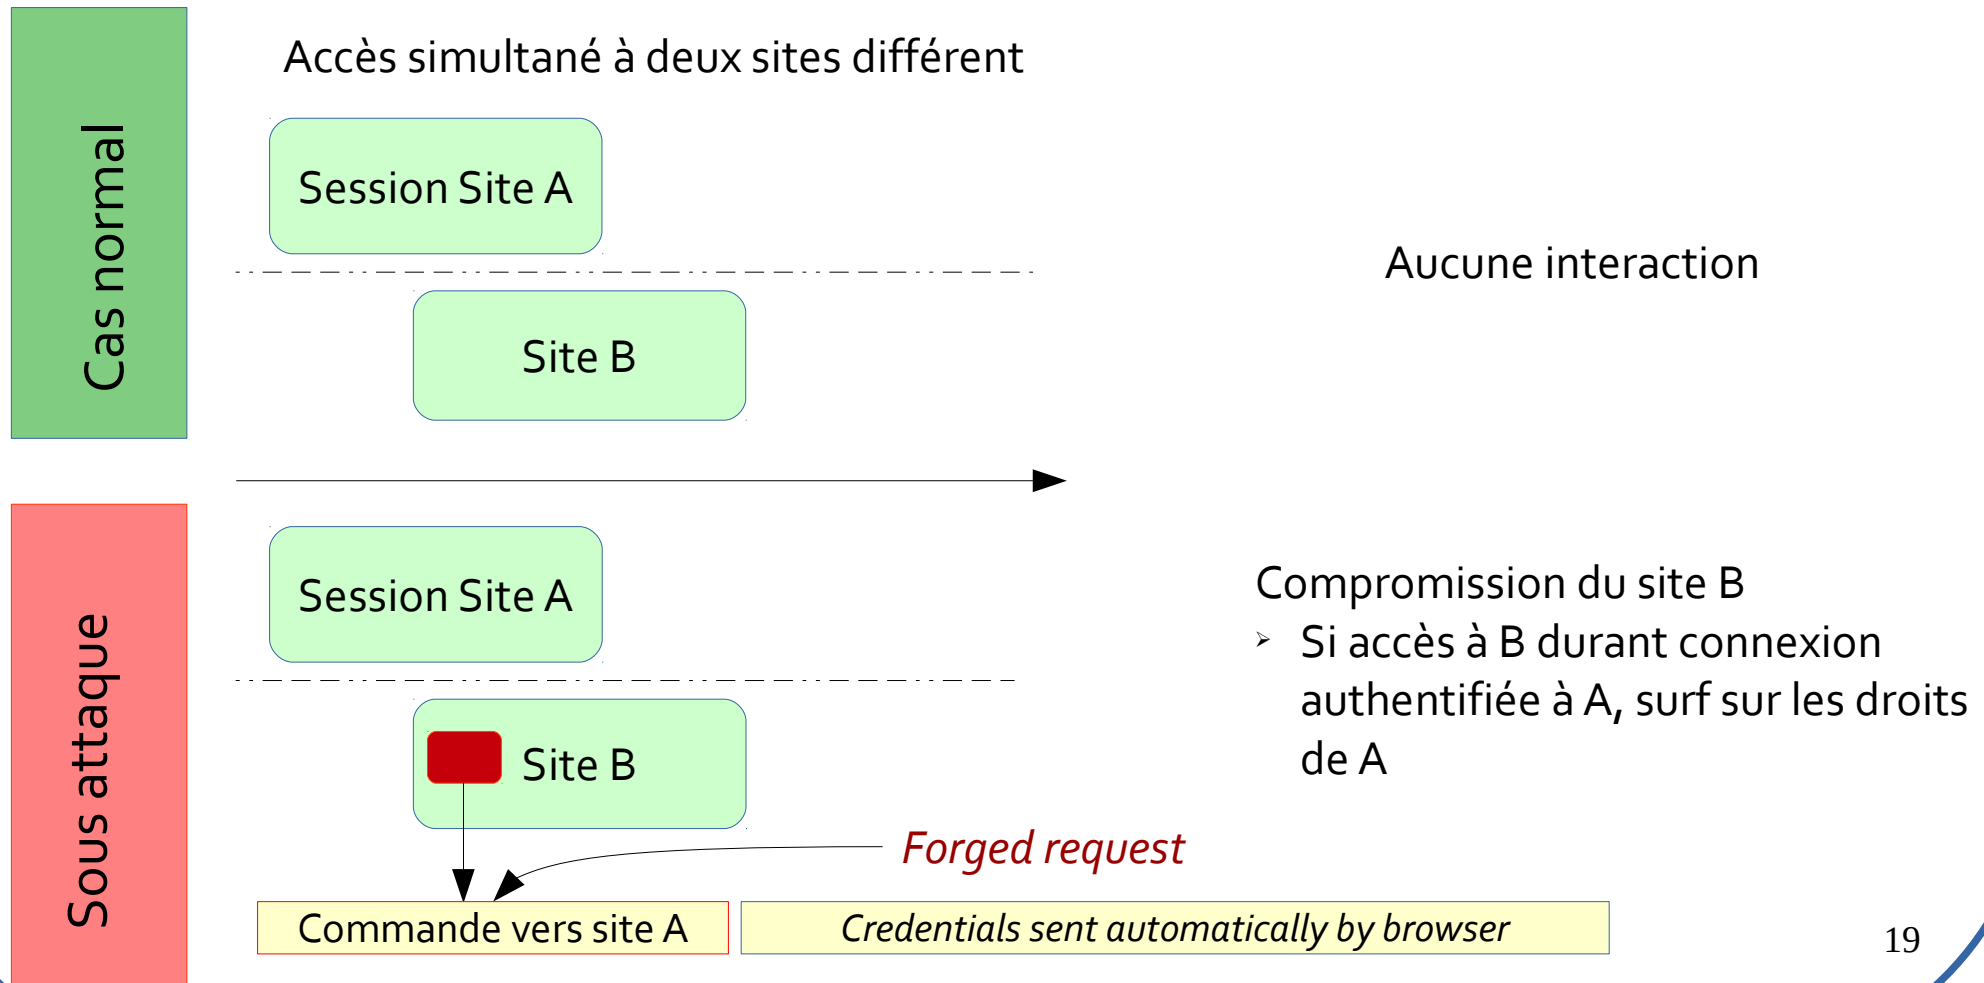 Cas normal
Accès simultané à deux sites différent
Session Site A
Aucune interaction
Site B
Sous attaque
Session Site A
Compromission du site B
Si accès à B durant connexion
authentifiée à A, surf sur les droits
de A
Site B
Forged request
Commande vers site A
Credentials sent automatically by browser
19